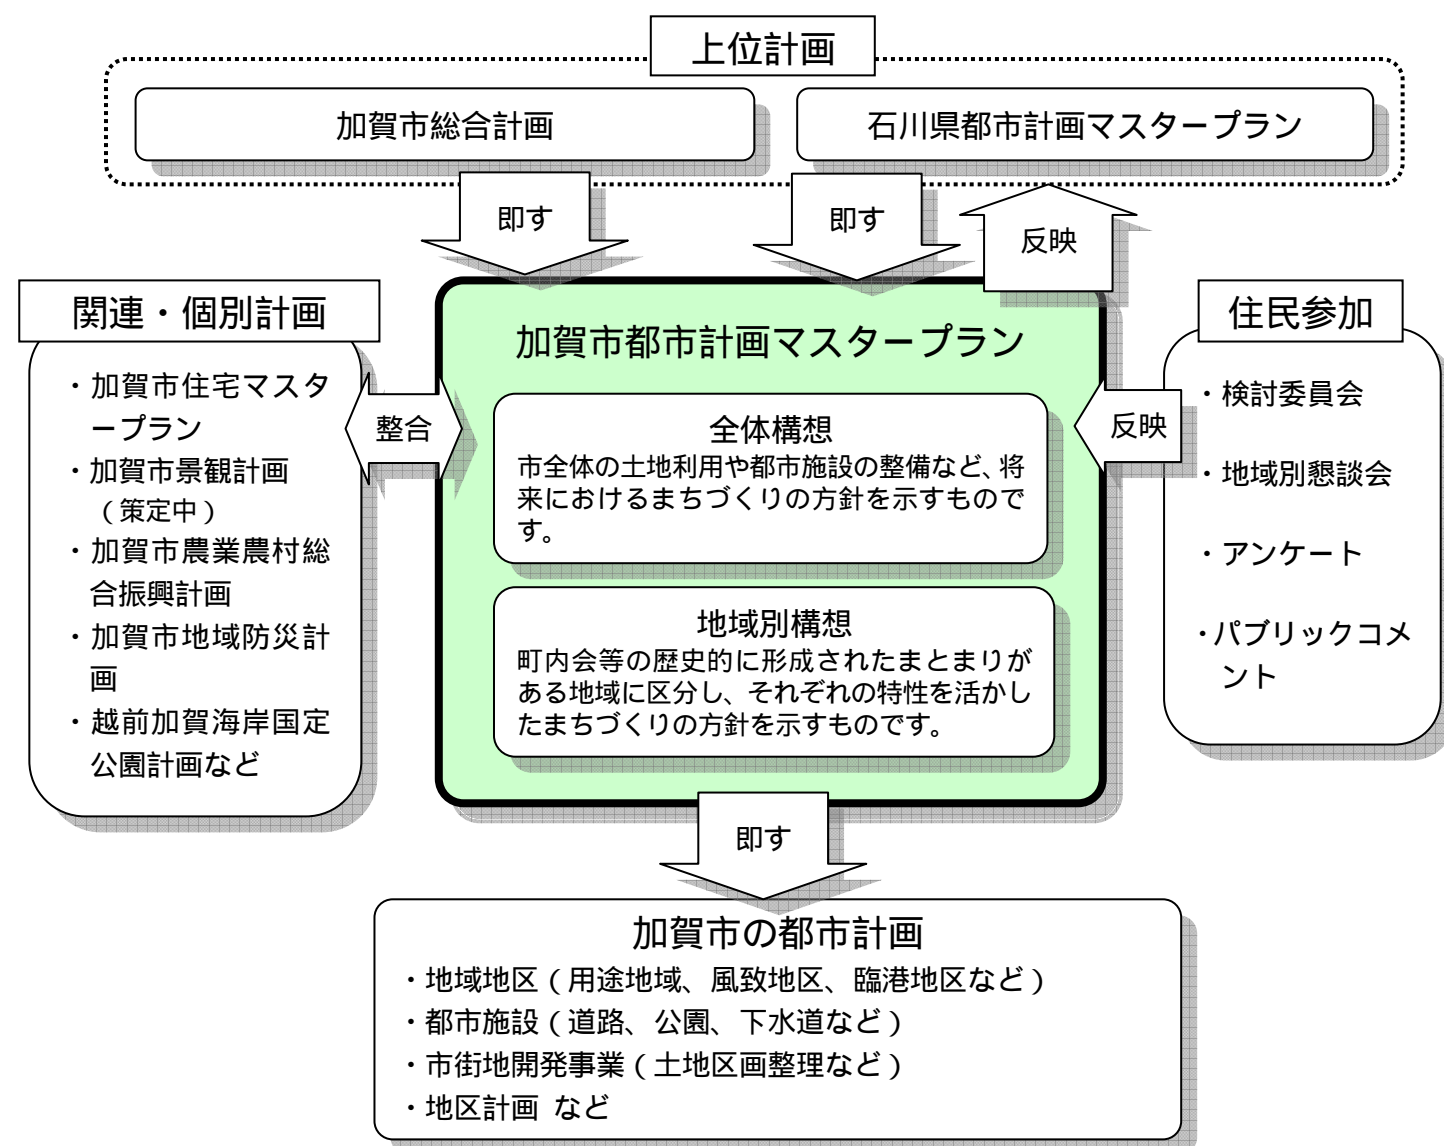 上位計画
加賀市総合計画
石川県都市計画マスタープラン
即す
即す
反映
関連・個別計画
・加賀市住宅マスタ
ープラン
・加賀市景観計画
（策定中）
・加賀市農業農村総
合振興計画
・加賀市地域防災計
画
・越前加賀海岸国定
公園計画など
整合
加賀市都市計画マスタープラン
全体構想
市全体の土地利用や都市施設の整備など、将
来におけるまちづくりの方針を示すもので
す。
地域別構想
町内会等の歴史的に形成されたまとまりが
ある地域に区分し、それぞれの特性を活かし
たまちづくりの方針を示すものです。
反映
住民参加
・検討委員会
・地域別懇談会
・アンケート
・パブリックコメ
ント
即す
加賀市の都市計画
・地域地区（用途地域、風致地区、臨港地区など）
・都市施設（道路、公園、下水道など）
・市街地開発事業（土地区画整理など）
・地区計画 など